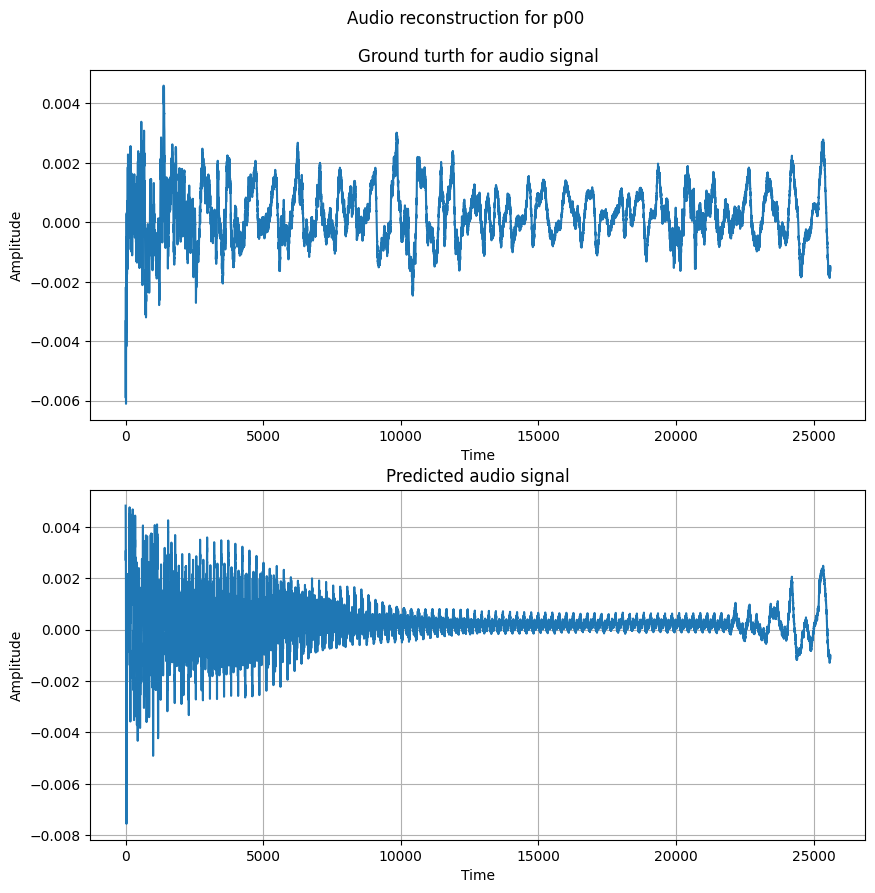 Audio reconstruction for p00
Ground turth for audio signal
0.004
0.002
0.000
−0.002
−0.004
−0.006
Amplitude
0 5000 10000 15000 20000 25000
Time
Predicted audio signal
0.004
0.002
0.000
−0.002
−0.004
−0.006
−0.008
Amplitude
0 5000 10000 15000 20000 25000
Time